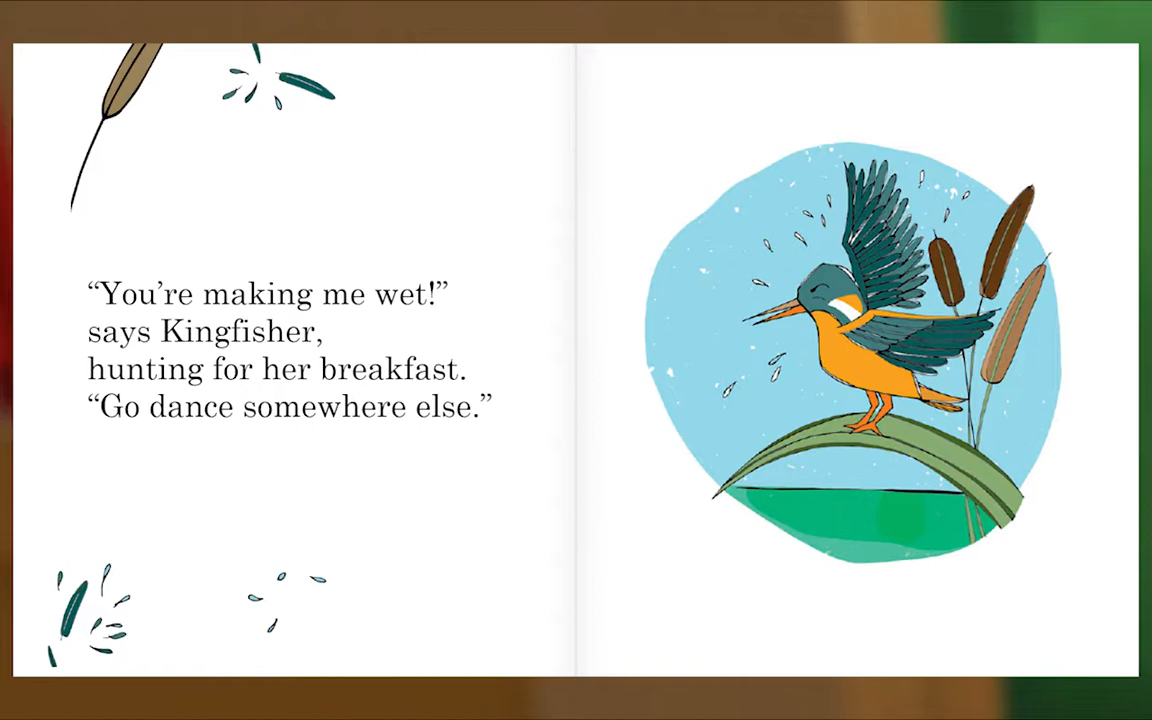 “You’re making me wet!”
says Kingfisher,
hunting for her breakfast.
“Go dance somewhere else.”